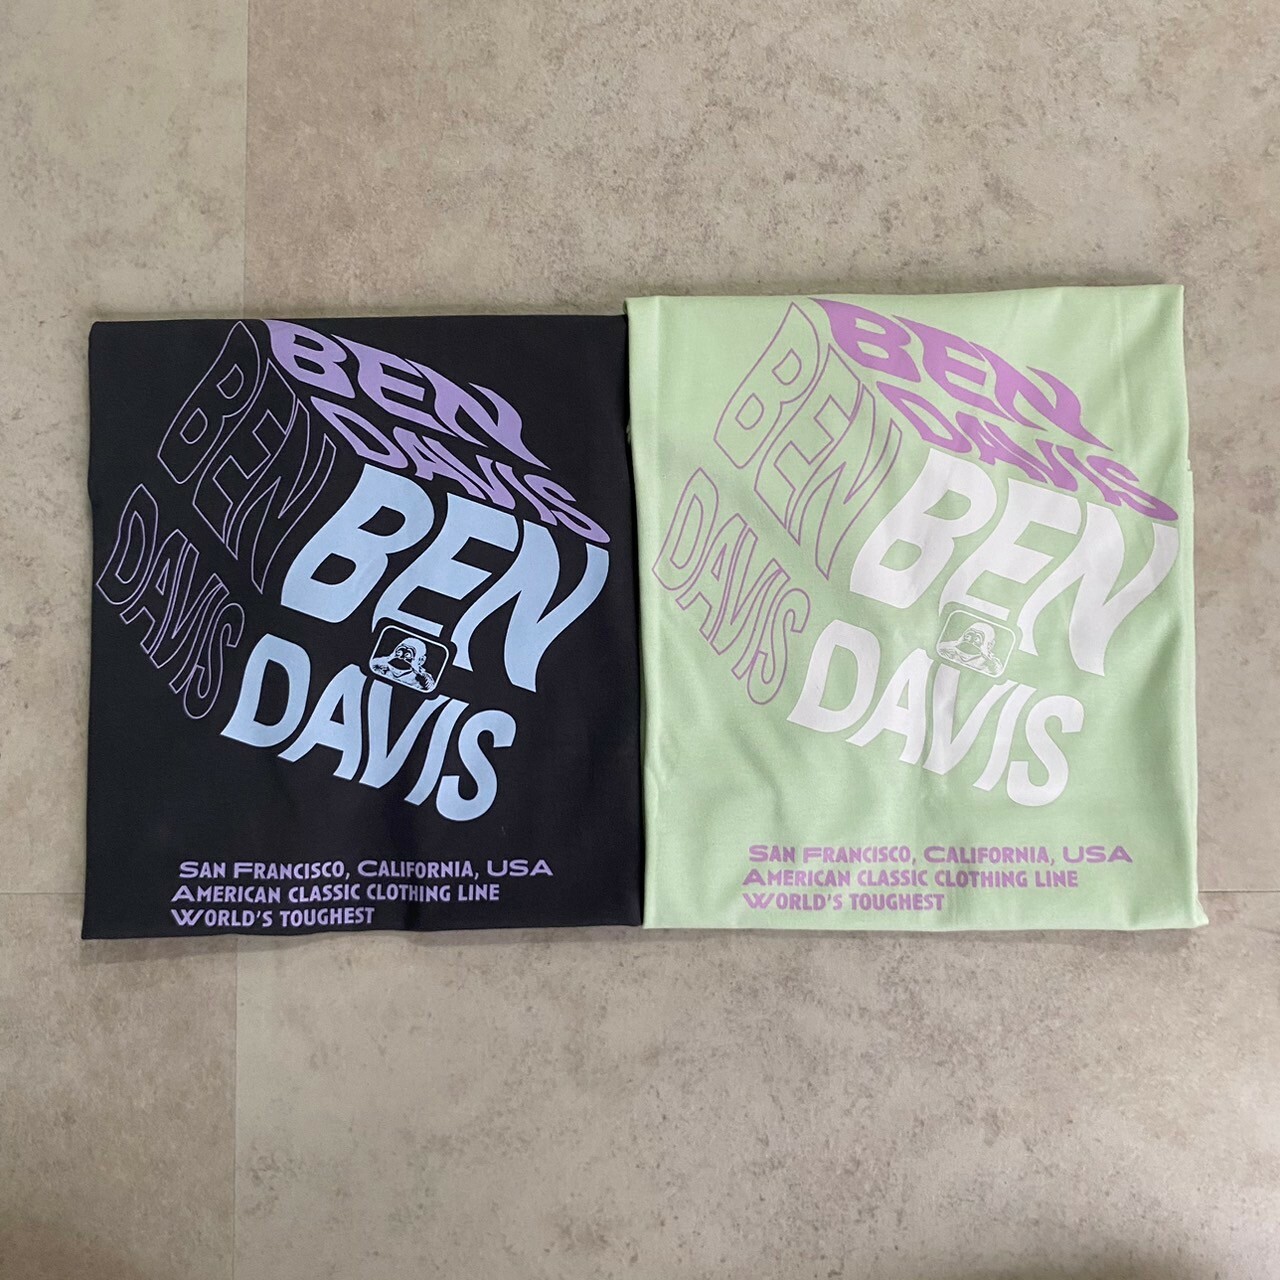 BEN
DAVIS
BEN
DAVIS
BEN
DAVIS
SAN FRANCISCO, CALIFORNIA, USA
AMERICAN CLASSIC CLOTHING LINE
WORLD'S TOUGHEST
BEN
DAVIS
BEN
DAVIS
BEN
DAVIS
SAN FRANCISCO, CALIFORNIA, USA
AMERICAN CLASSIC CLOTHING LINE
WORLD'S TOUGHEST